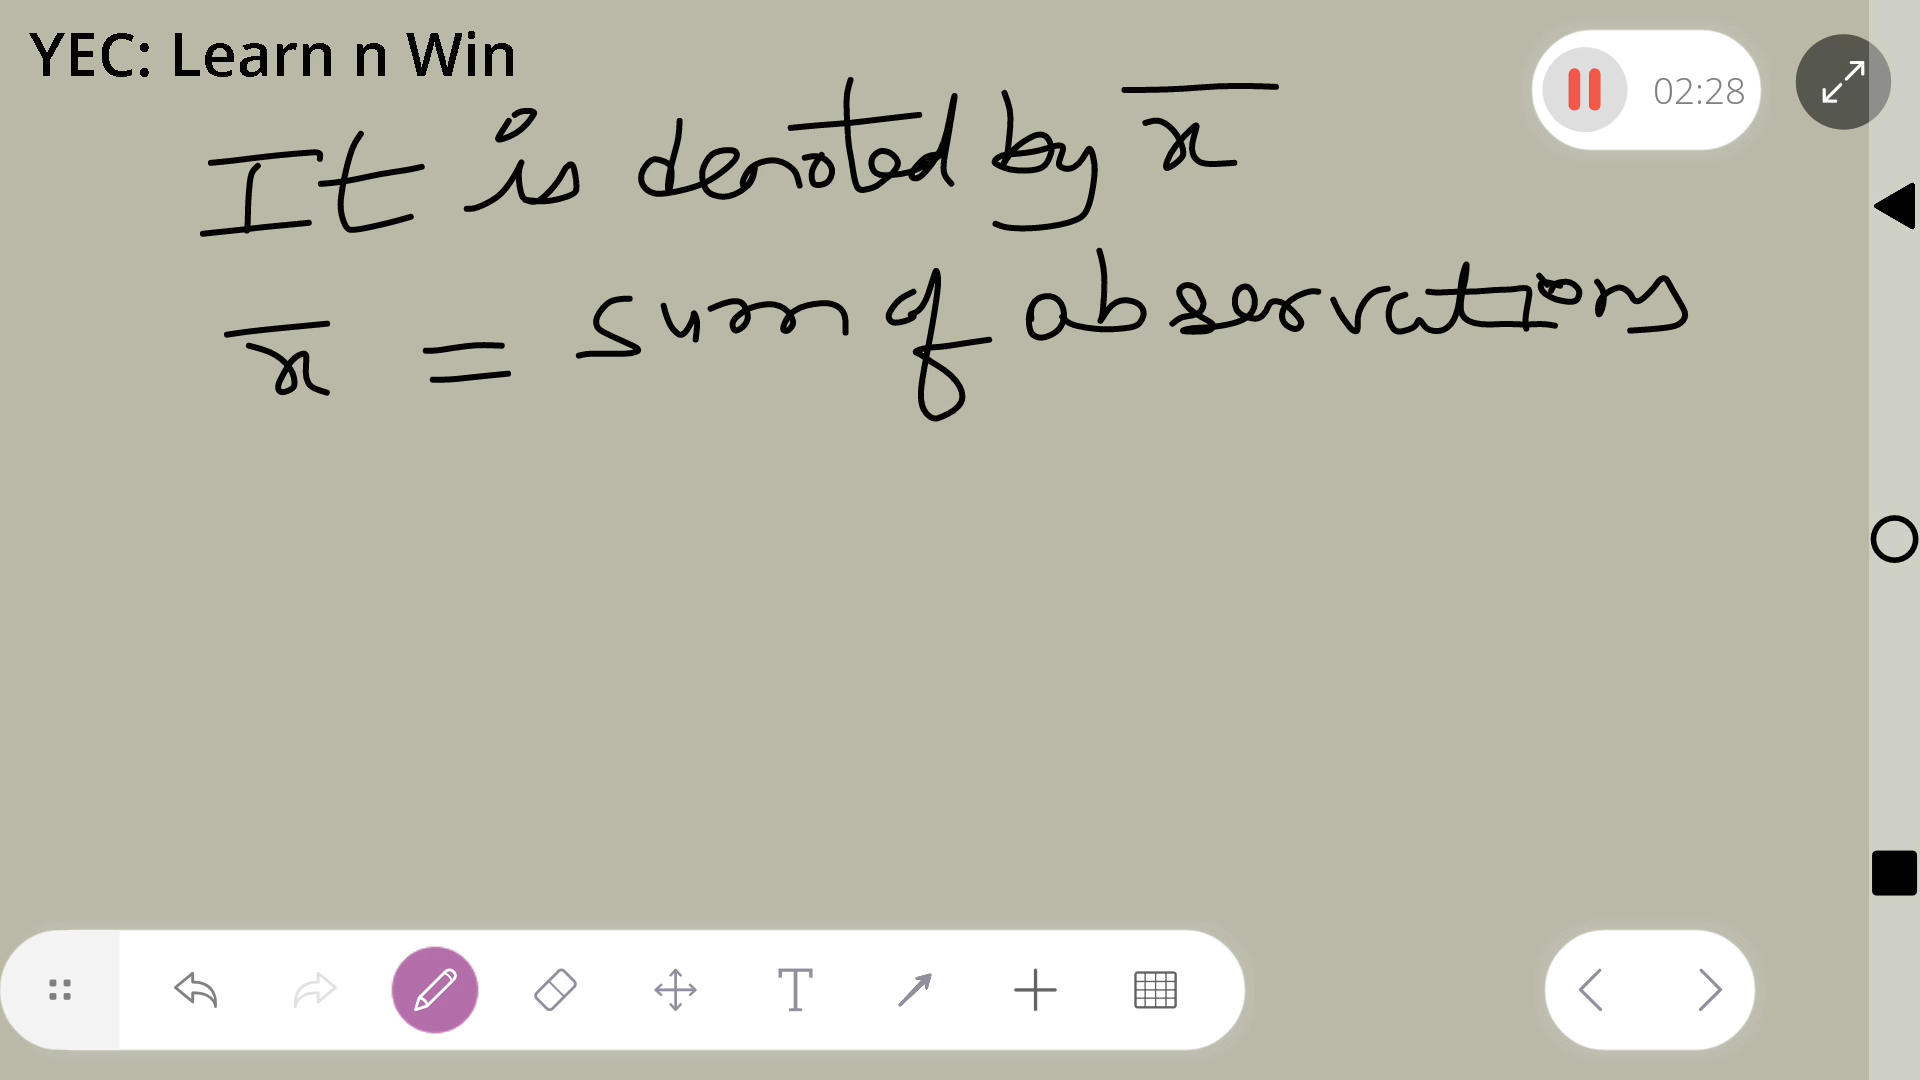 YEC: Learn n Win
02:28
It is denoted by x̅
x̅ = sum of observations